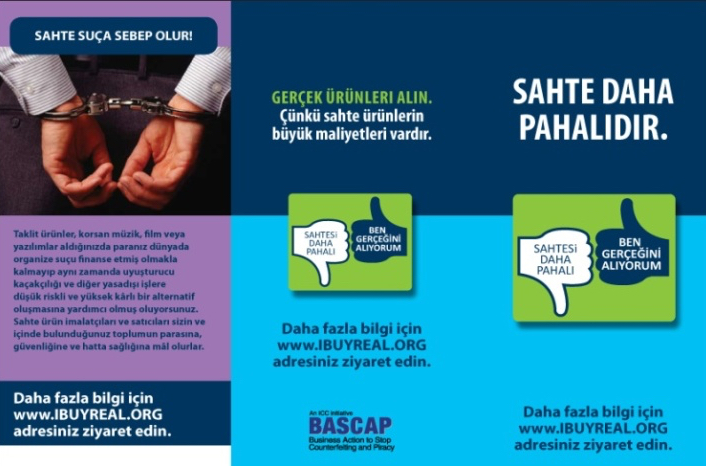 SAHTE SUÇA SEBEP OLUR!
Taklit ürünler, korsan müzik, film veya
yazılımlar aldığınızda paranız dünyada
organize suçu finanse etmiş olmakla
kalmayıp aynı zamanda uyuşturucu
kaçakçılığı ve diğer yasadışı işlere
düşük riskli ve yüksek kârlı bir alternatif
oluşmasına yardımcı olmuş oluyorsunuz.
Sahte ürün imalatçıları ve satıcıları sizin ve
içinde bulunduğunuz toplumun parasına,
güvenliğine ve hatta sağlığına mâl olurlar.
Daha fazla bilgi için
www.IBUYREAL.ORG
adresiniz ziyaret edin.
GERÇEK ÜRÜNLERİ ALIN.
Çünkü sahte ürünlerin
büyük maliyetleri vardır.
SAHTESİ
DAHA
PAHALI
BEN
GERÇEĞİNİ
ALIYORUM
Daha fazla bilgi için
www.IBUYREAL.ORG
adresiniz ziyaret edin.
An ICC Initiative
BASCAP
Business Action to Stop
Counterfeiting and Piracy
SAHTE DAHA
PAHALIDIR.
SAHTESİ
DAHA
PAHALI
BEN
GERÇEĞİNİ
ALIYORUM
Daha fazla bilgi için
www.IBUYREAL.ORG
adresiniz ziyaret edin.